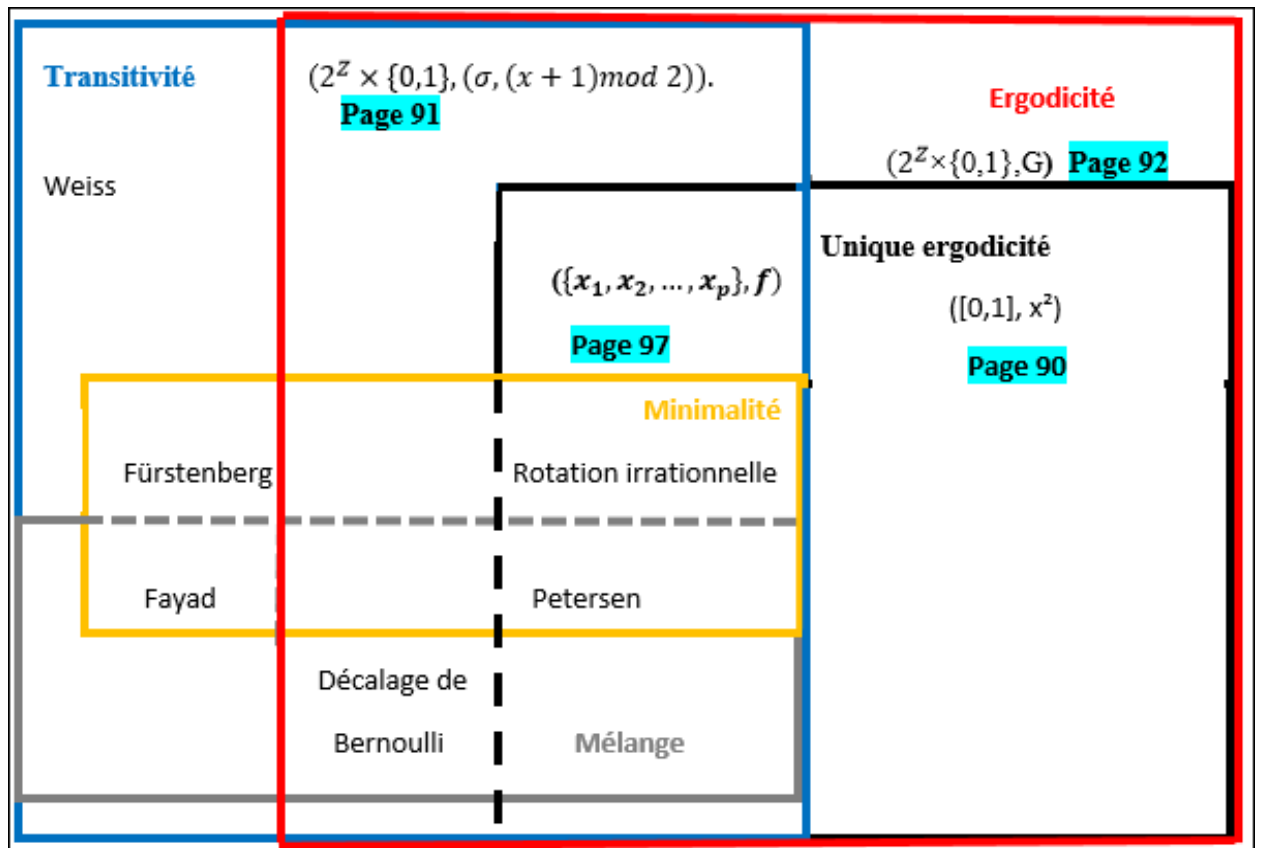 Transitivité
(2^Z × {0,1}, (σ, (x + 1)mod 2)).
Page 91
Ergodicité
(2^Z×{0,1},G) Page 92
Weiss
Unique ergodicité
({x₁, x₂, …, x_p}, f)
([0,1], x²)
Page 97
Page 90
Minimalité
Fürstenberg
Rotation irrationnelle
Fayad
Petersen
Décalage de
Bernoulli
Mélange